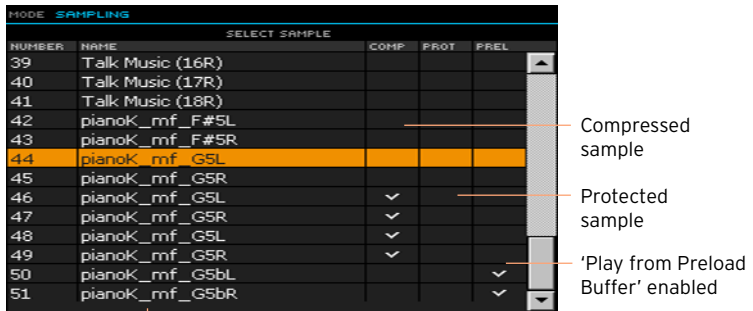 MODE SAMPLING
SELECT SAMPLE
NUMBER NAME COMP PROT PREL
39 Talk Music (16R)
40 Talk Music (17R)
41 Talk Music (18R)
42 pianoK_mf_F#5L
43 pianoK_mf_F#5R
44 pianoK_mf_G5L
45 pianoK_mf_G5R
46 pianoK_mf_G5L ✓
47 pianoK_mf_G5R ✓
48 pianoK_mf_G5L ✓
49 pianoK_mf_G5R ✓
50 pianoK_mf_G5bL ✓
51 pianoK_mf_G5bR ✓
Compressed
sample
Protected
sample
‘Play from Preload
Buffer’ enabled